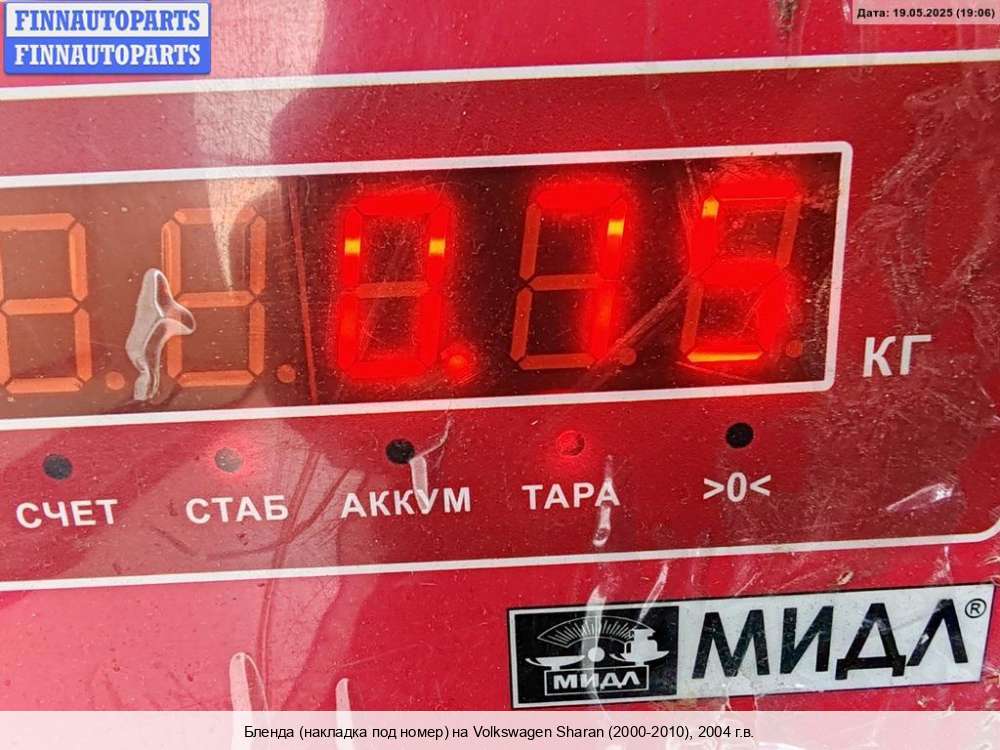 FINNAUTOPARTS
FINNAUTOPARTS
Дата: 19.05.2025 (19:06)
0.75
КГ
СЧЕТ СТАБ АККУМ ТАРА >0<
МИДЛ
МИДЛ®
Бленда (накладка под номер) на Volkswagen Sharan (2000-2010), 2004 г.в.